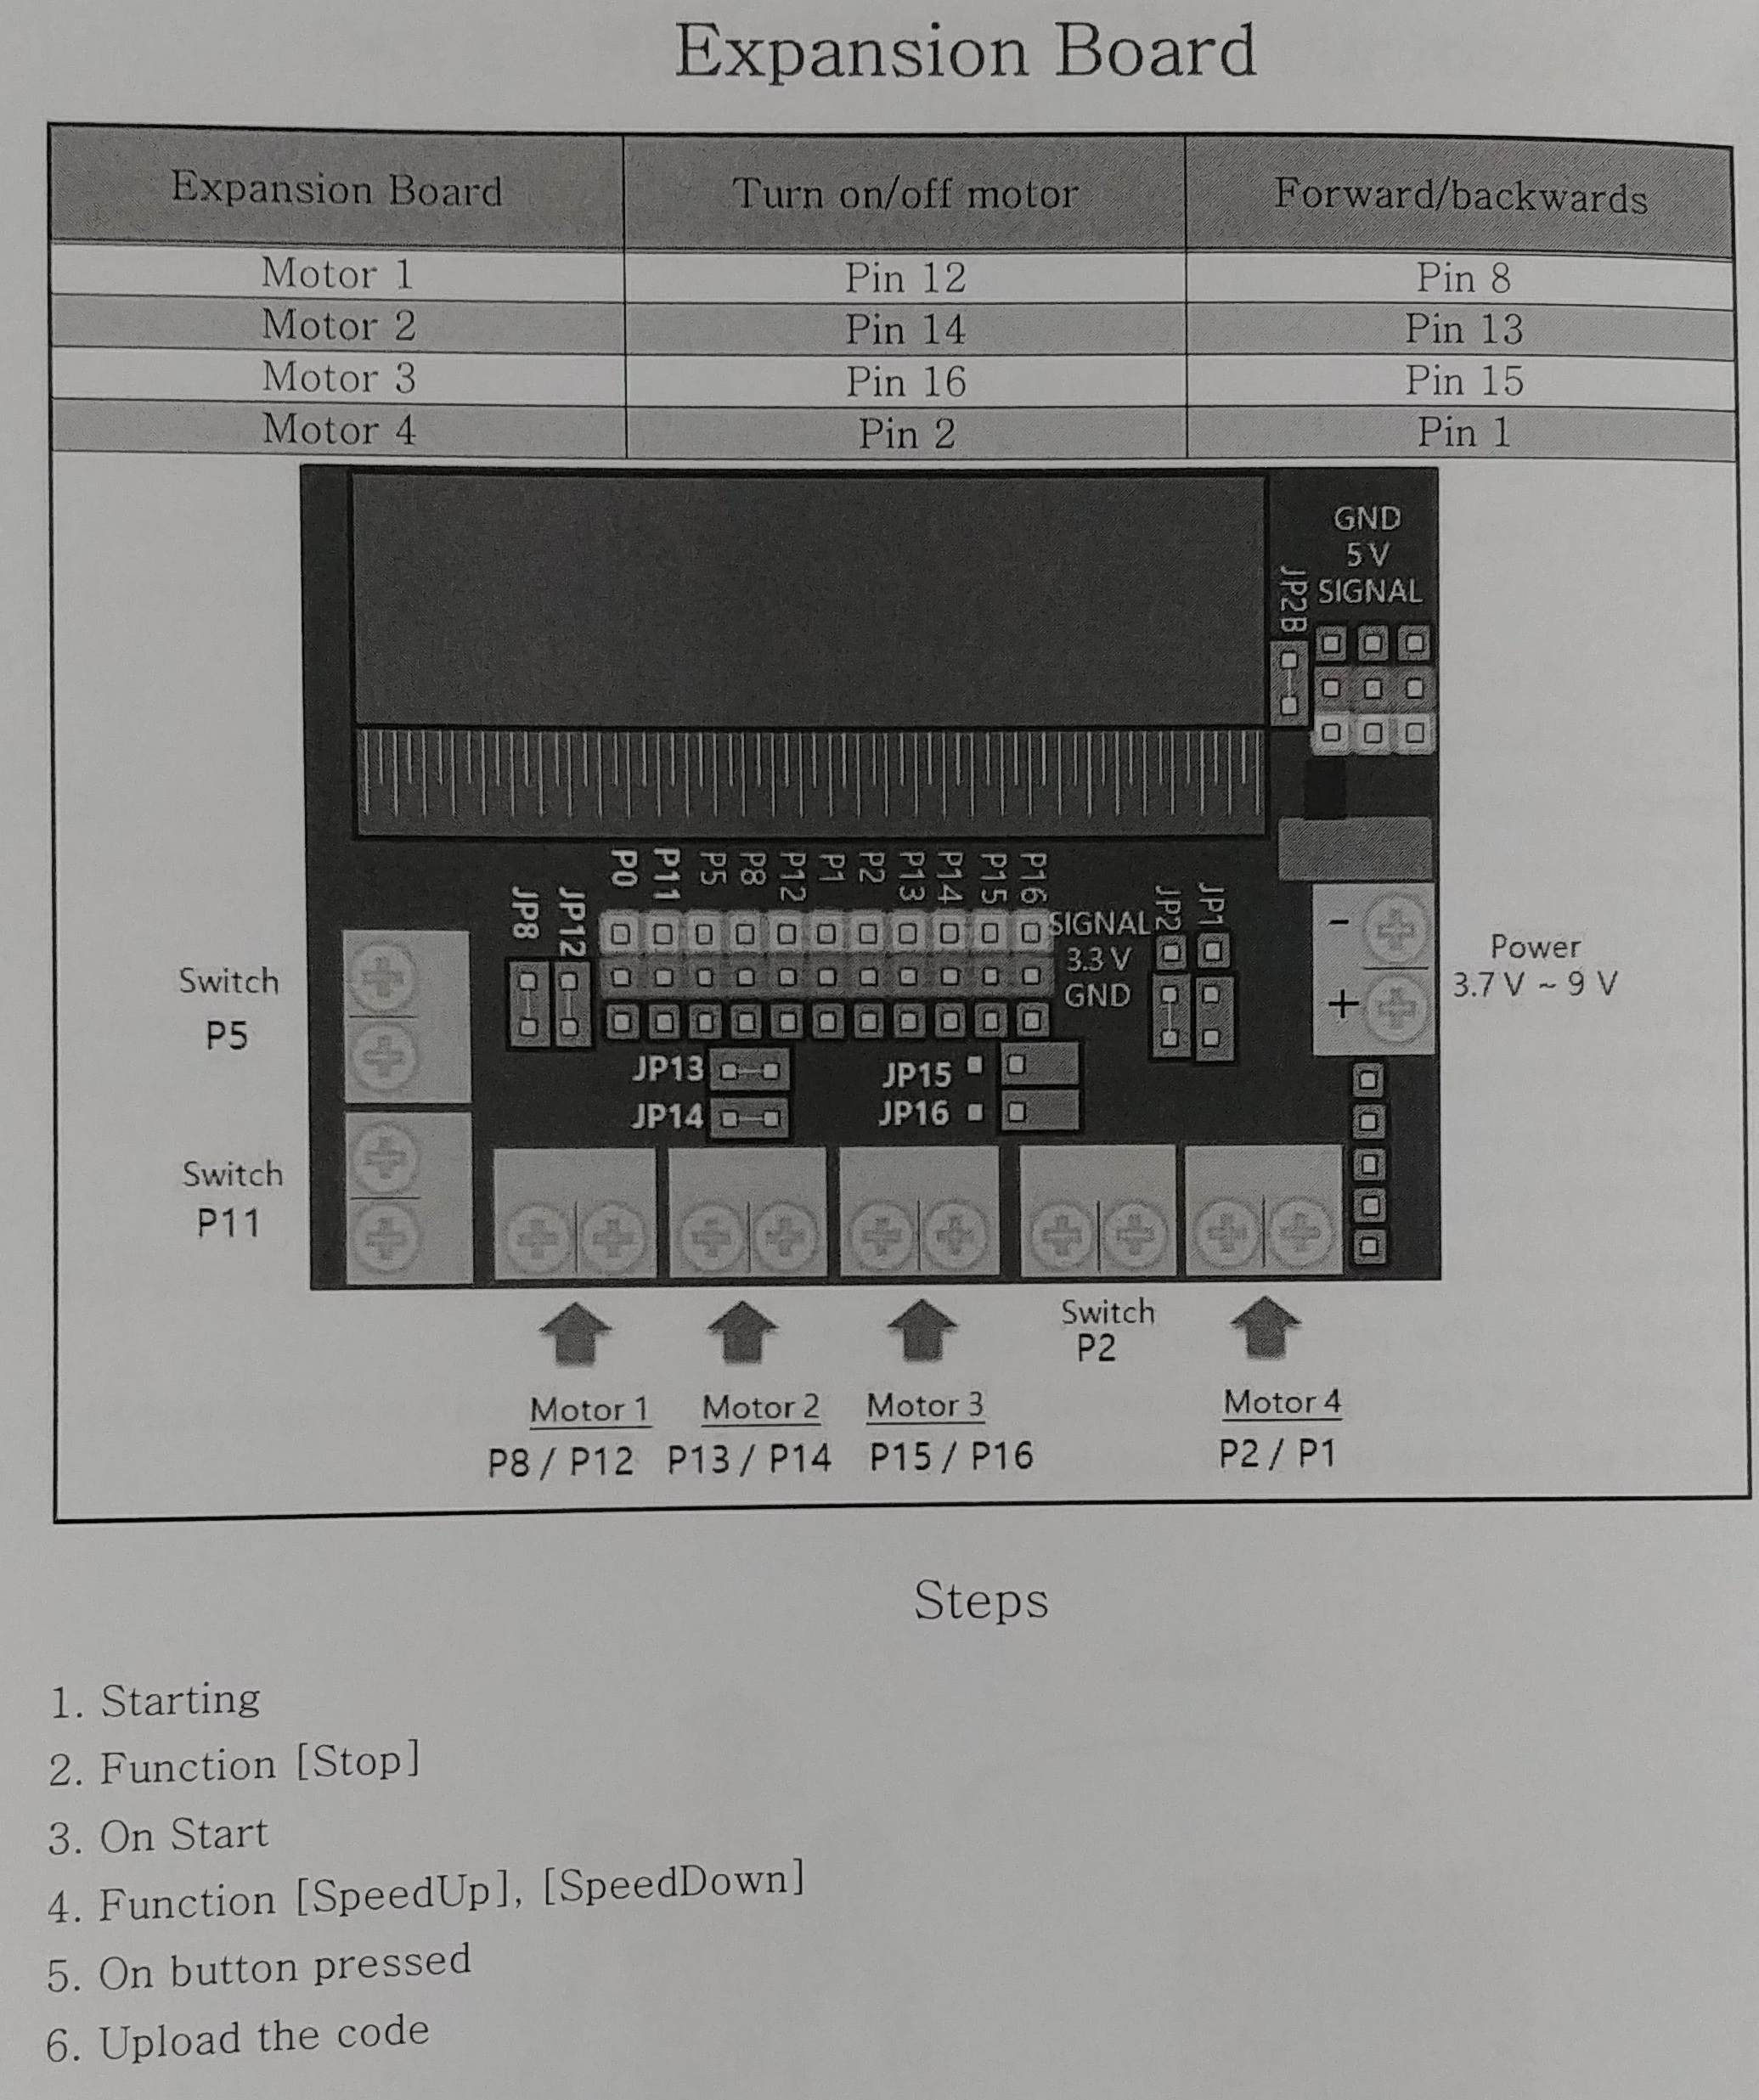 Expansion Board
Expansion Board Turn on/off motor Forward/backwards
Motor 1 Pin 12 Pin 8
Motor 2 Pin 14 Pin 13
Motor 3 Pin 16 Pin 15
Motor 4 Pin 2 Pin 1
GND
5 V
SIGNAL
JP2B
P0 P11 P5 P8 P12 P1 P2 P13 P14 P15 P16
JP8 JP12
SIGNAL
3.3 V
GND
JP2 JP1
-
+
Power
3.7 V ~ 9 V
Switch
P5
JP13
JP14
JP15
JP16
Switch
P11
Switch
P2
Motor 1 Motor 2 Motor 3 Motor 4
P8 / P12 P13 / P14 P15 / P16 P2 / P1
Steps
1. Starting
2. Function [Stop]
3. On Start
4. Function [SpeedUp], [SpeedDown]
5. On button pressed
6. Upload the code